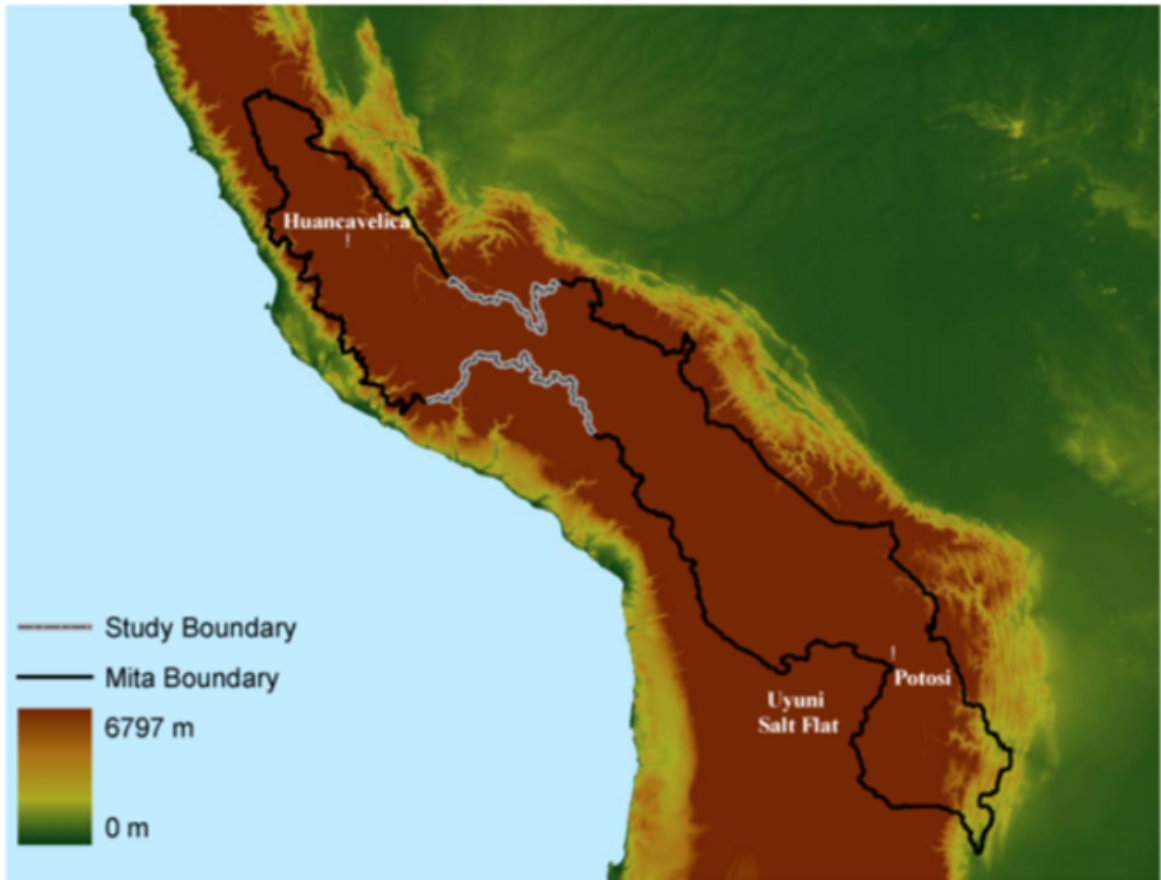 Huancavelica
Potosi
Uyuni
Salt Flat
Study Boundary
Mita Boundary
6797 m
0 m